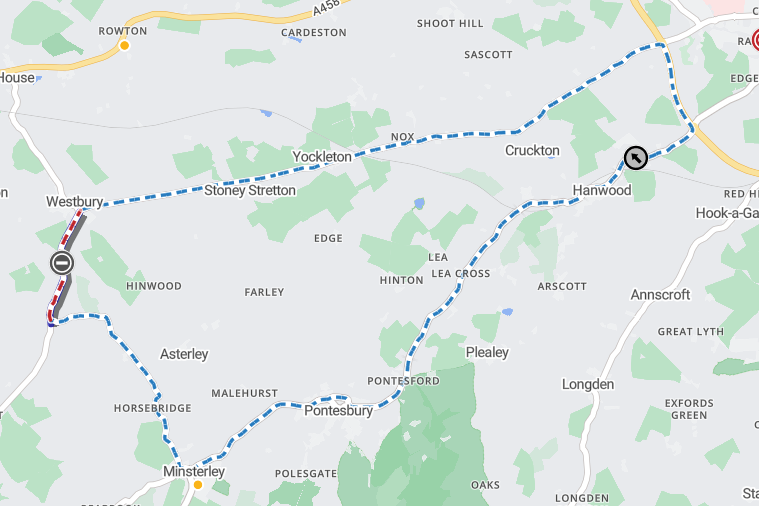 A458
SHOOT HILL
ROWTON
CARDESTON
SASCOTT
House
EDGE
NOX
Yockleton
Cruckton
Stoney Stretton
Hanwood
Westbury
RED H
Hook-a-Ga
EDGE
LEA
LEA CROSS
HINWOOD
FARLEY
HINTON
ARSCOTT
Annscroft
GREAT LYTH
Asterley
Plealey
PONTESFORD
Longden
MALEHURST
HORSEBRIDGE
Pontesbury
EXFORDS
GREEN
Minsterley
POLESGATE
OAKS
LONGDEN
Sta